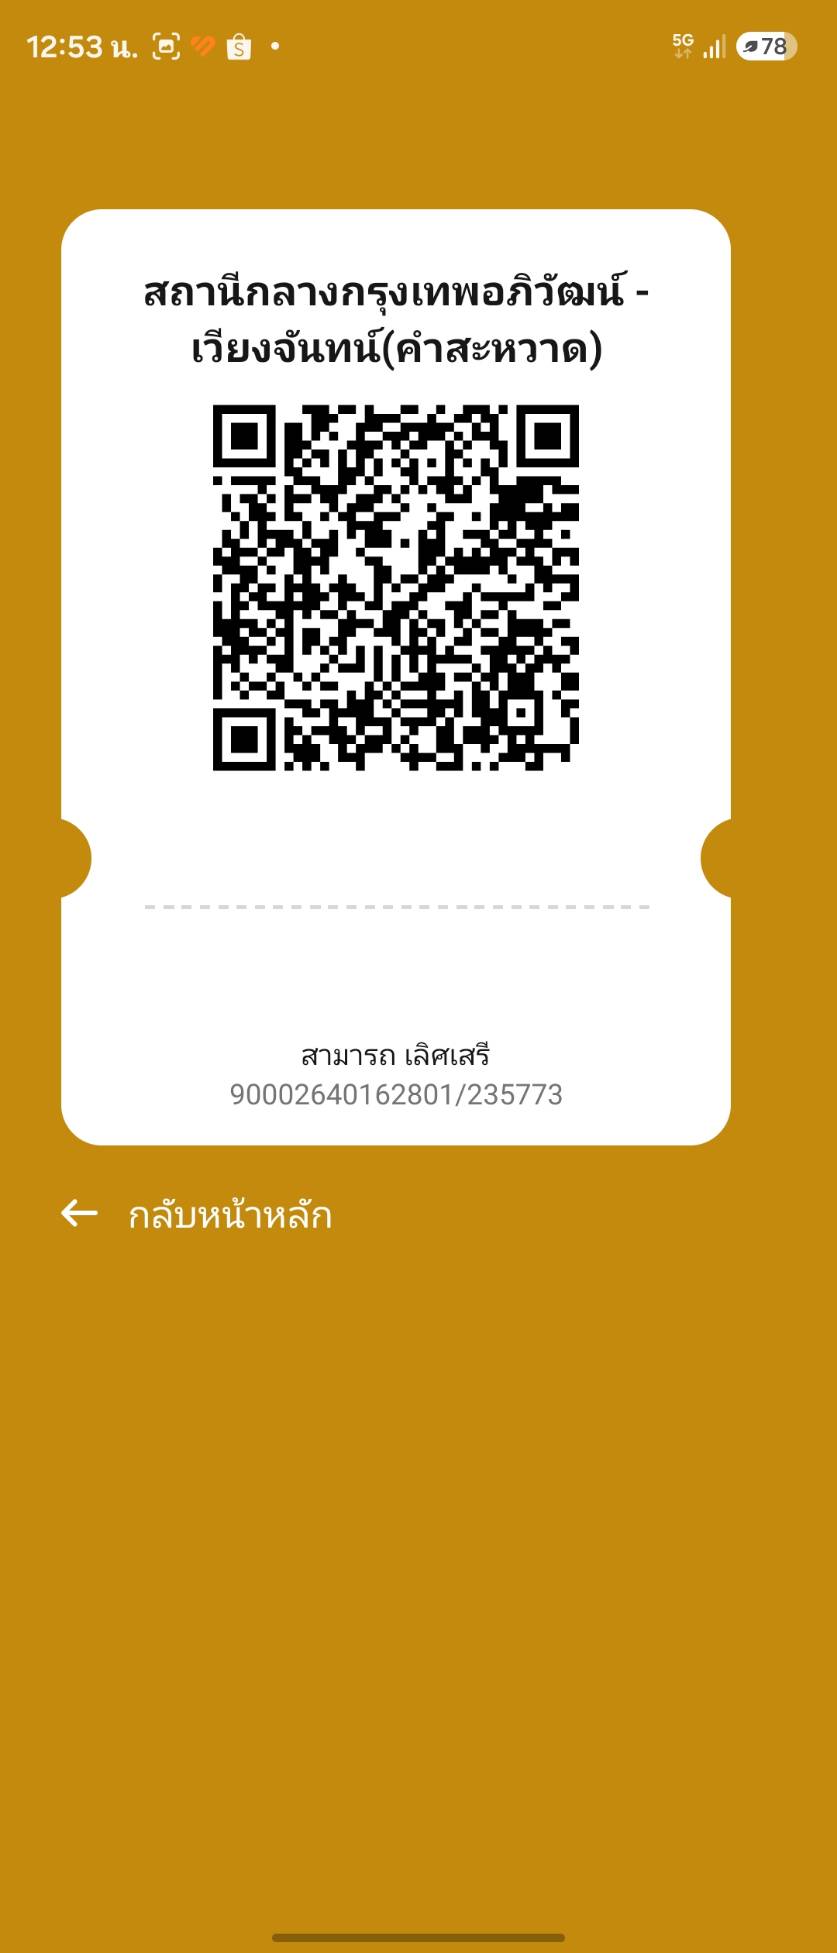 12:53 น.
5G
78
สถานีกลางกรุงเทพอภิวัฒน์ -
เวียงจันทน์(คำสะหวาด)
สามารถ เลิศเสรี
90002640162801/235773
กลับหน้าหลัก